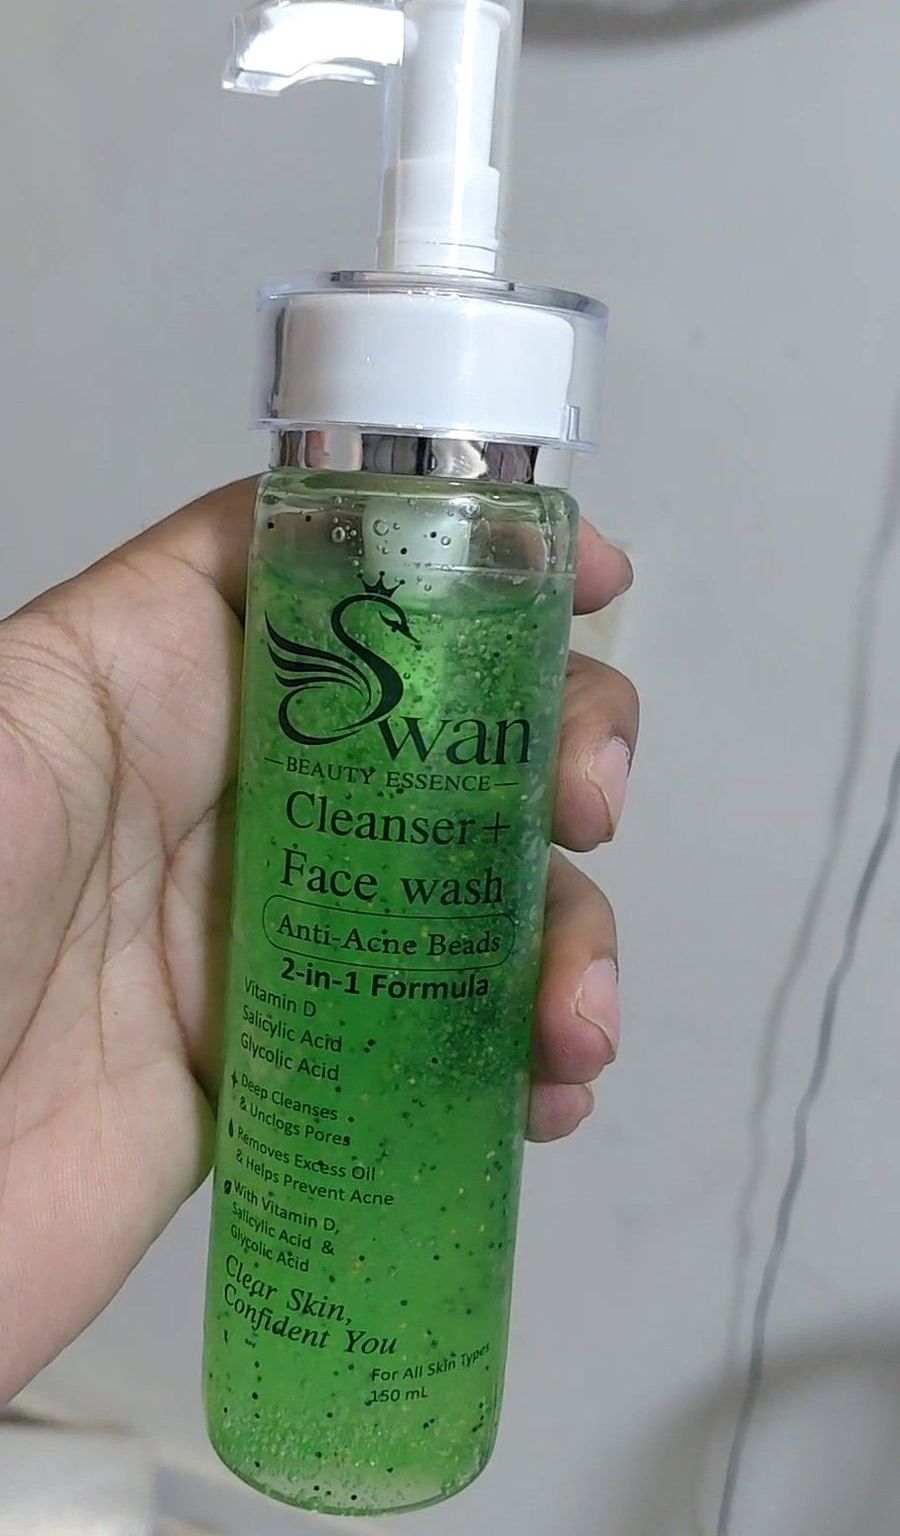 Swan
BEAUTY ESSENCE
Cleanser+
Face wash
Anti-Acne Beads
2-in-1 Formula
Vitamin D
Salicylic Acid
Glycolic Acid
Deep Cleanses
& Unclogs Pores
Removes Excess Oil
& Helps Prevent Acne
With Vitamin D,
Salicylic Acid &
Glycolic Acid
Clear Skin,
Confident You
For All Skin Types
150 mL